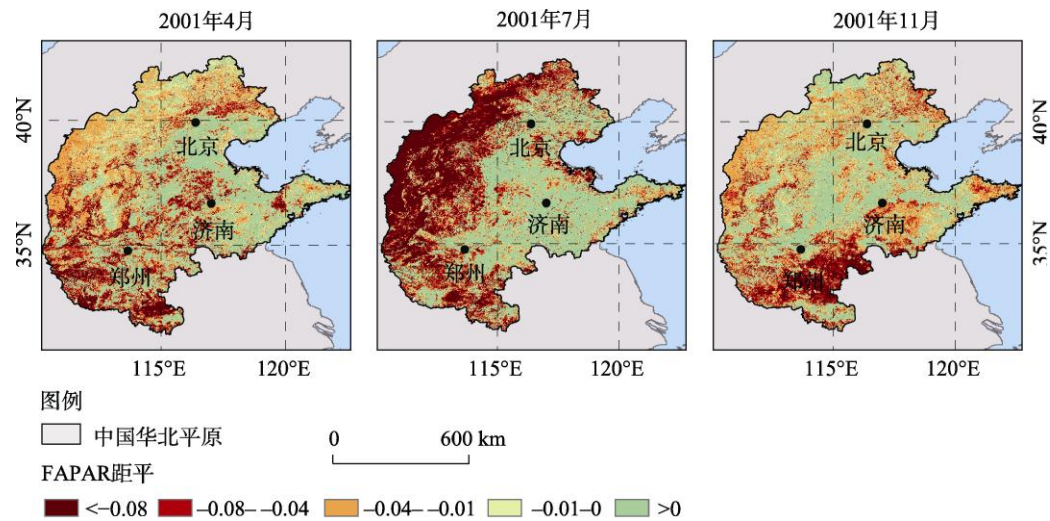 2001年4月
2001年7月
2001年11月
40°N
35°N
北京
济南
郑州
北京
济南
郑州
北京
济南
郑州
40°N
35°N
115°E
120°E
115°E
120°E
115°E
120°E
图例
中国华北平原
0
600 km
FAPAR距平
<−0.08
−0.08– −0.04
−0.04– −0.01
−0.01–0
>0